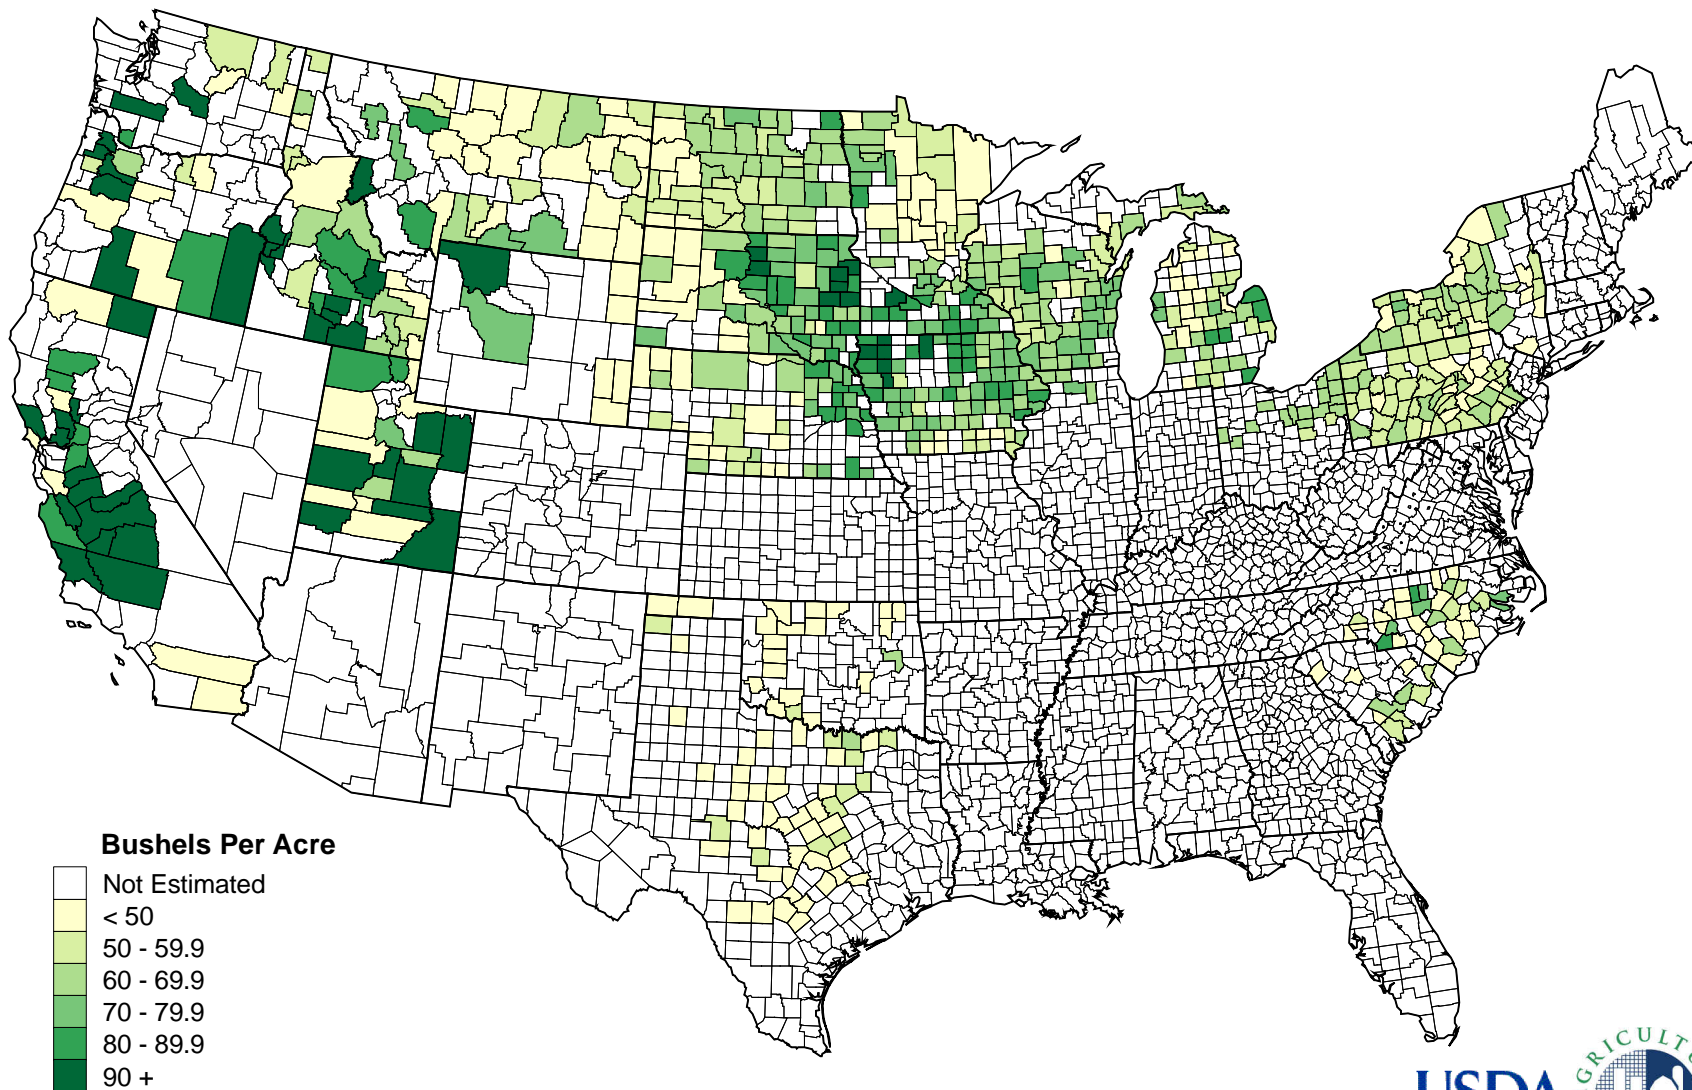 Bushels Per Acre
Not Estimated
< 50
50 - 59.9
60 - 69.9
70 - 79.9
80 - 89.9
90 +
USDA